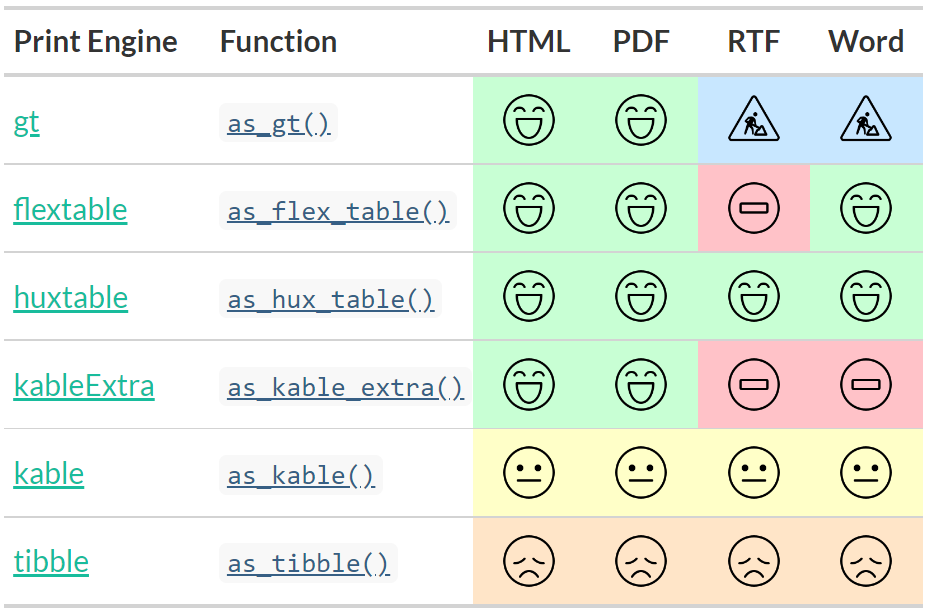 Print Engine Function HTML PDF RTF Word
gt as_gt()
flextable as_flex_table()
huxtable as_hux_table()
kableExtra as_kable_extra()
kable as_kable()
tibble as_tibble()